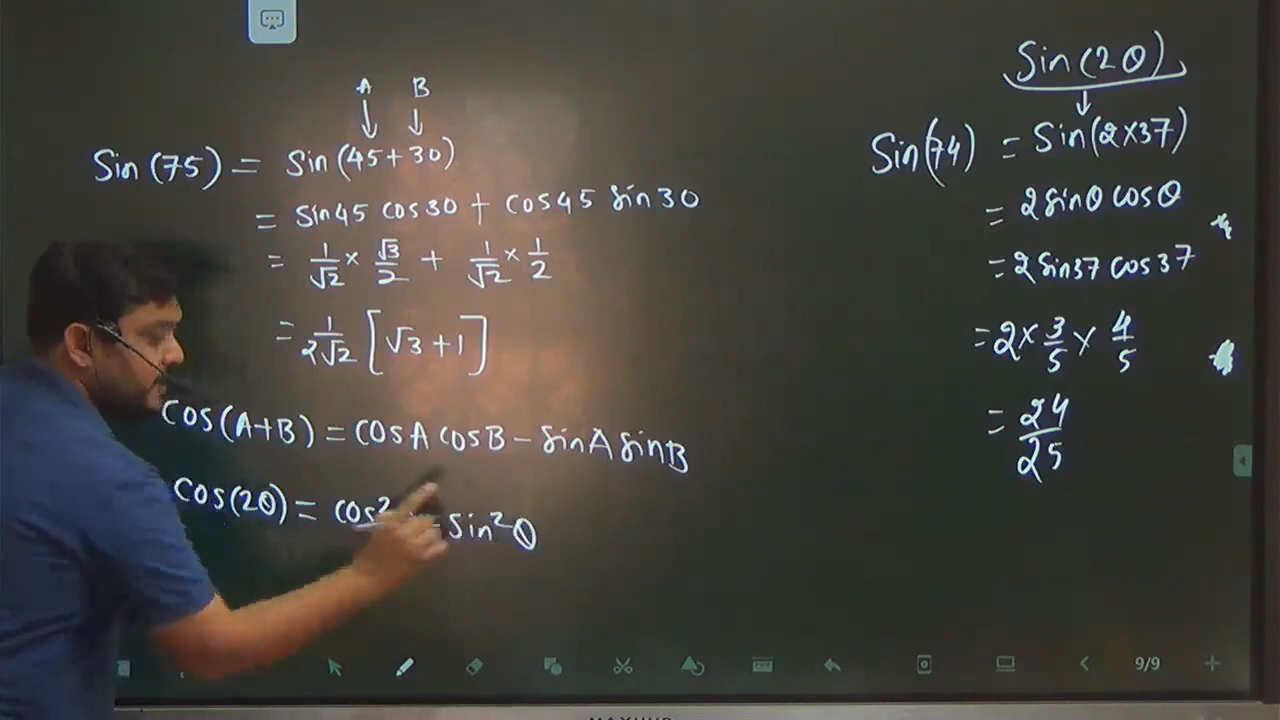 A B
Sin (75) = Sin (45+30)
= Sin45 cos30 + cos45 Sin30
= 1/√2 × √3/2 + 1/√2 × 1/2
= 1/2√2 [√3+1]
cos(A+B) = cosA cosB - sinA sinB
cos(2θ) = cos² - sin²θ
Sin(2θ)
Sin(74) = Sin(2×37)
= 2sinθ cosθ
= 2sin37 cos37
= 2 × 3/5 × 4/5
= 24/25
9/9